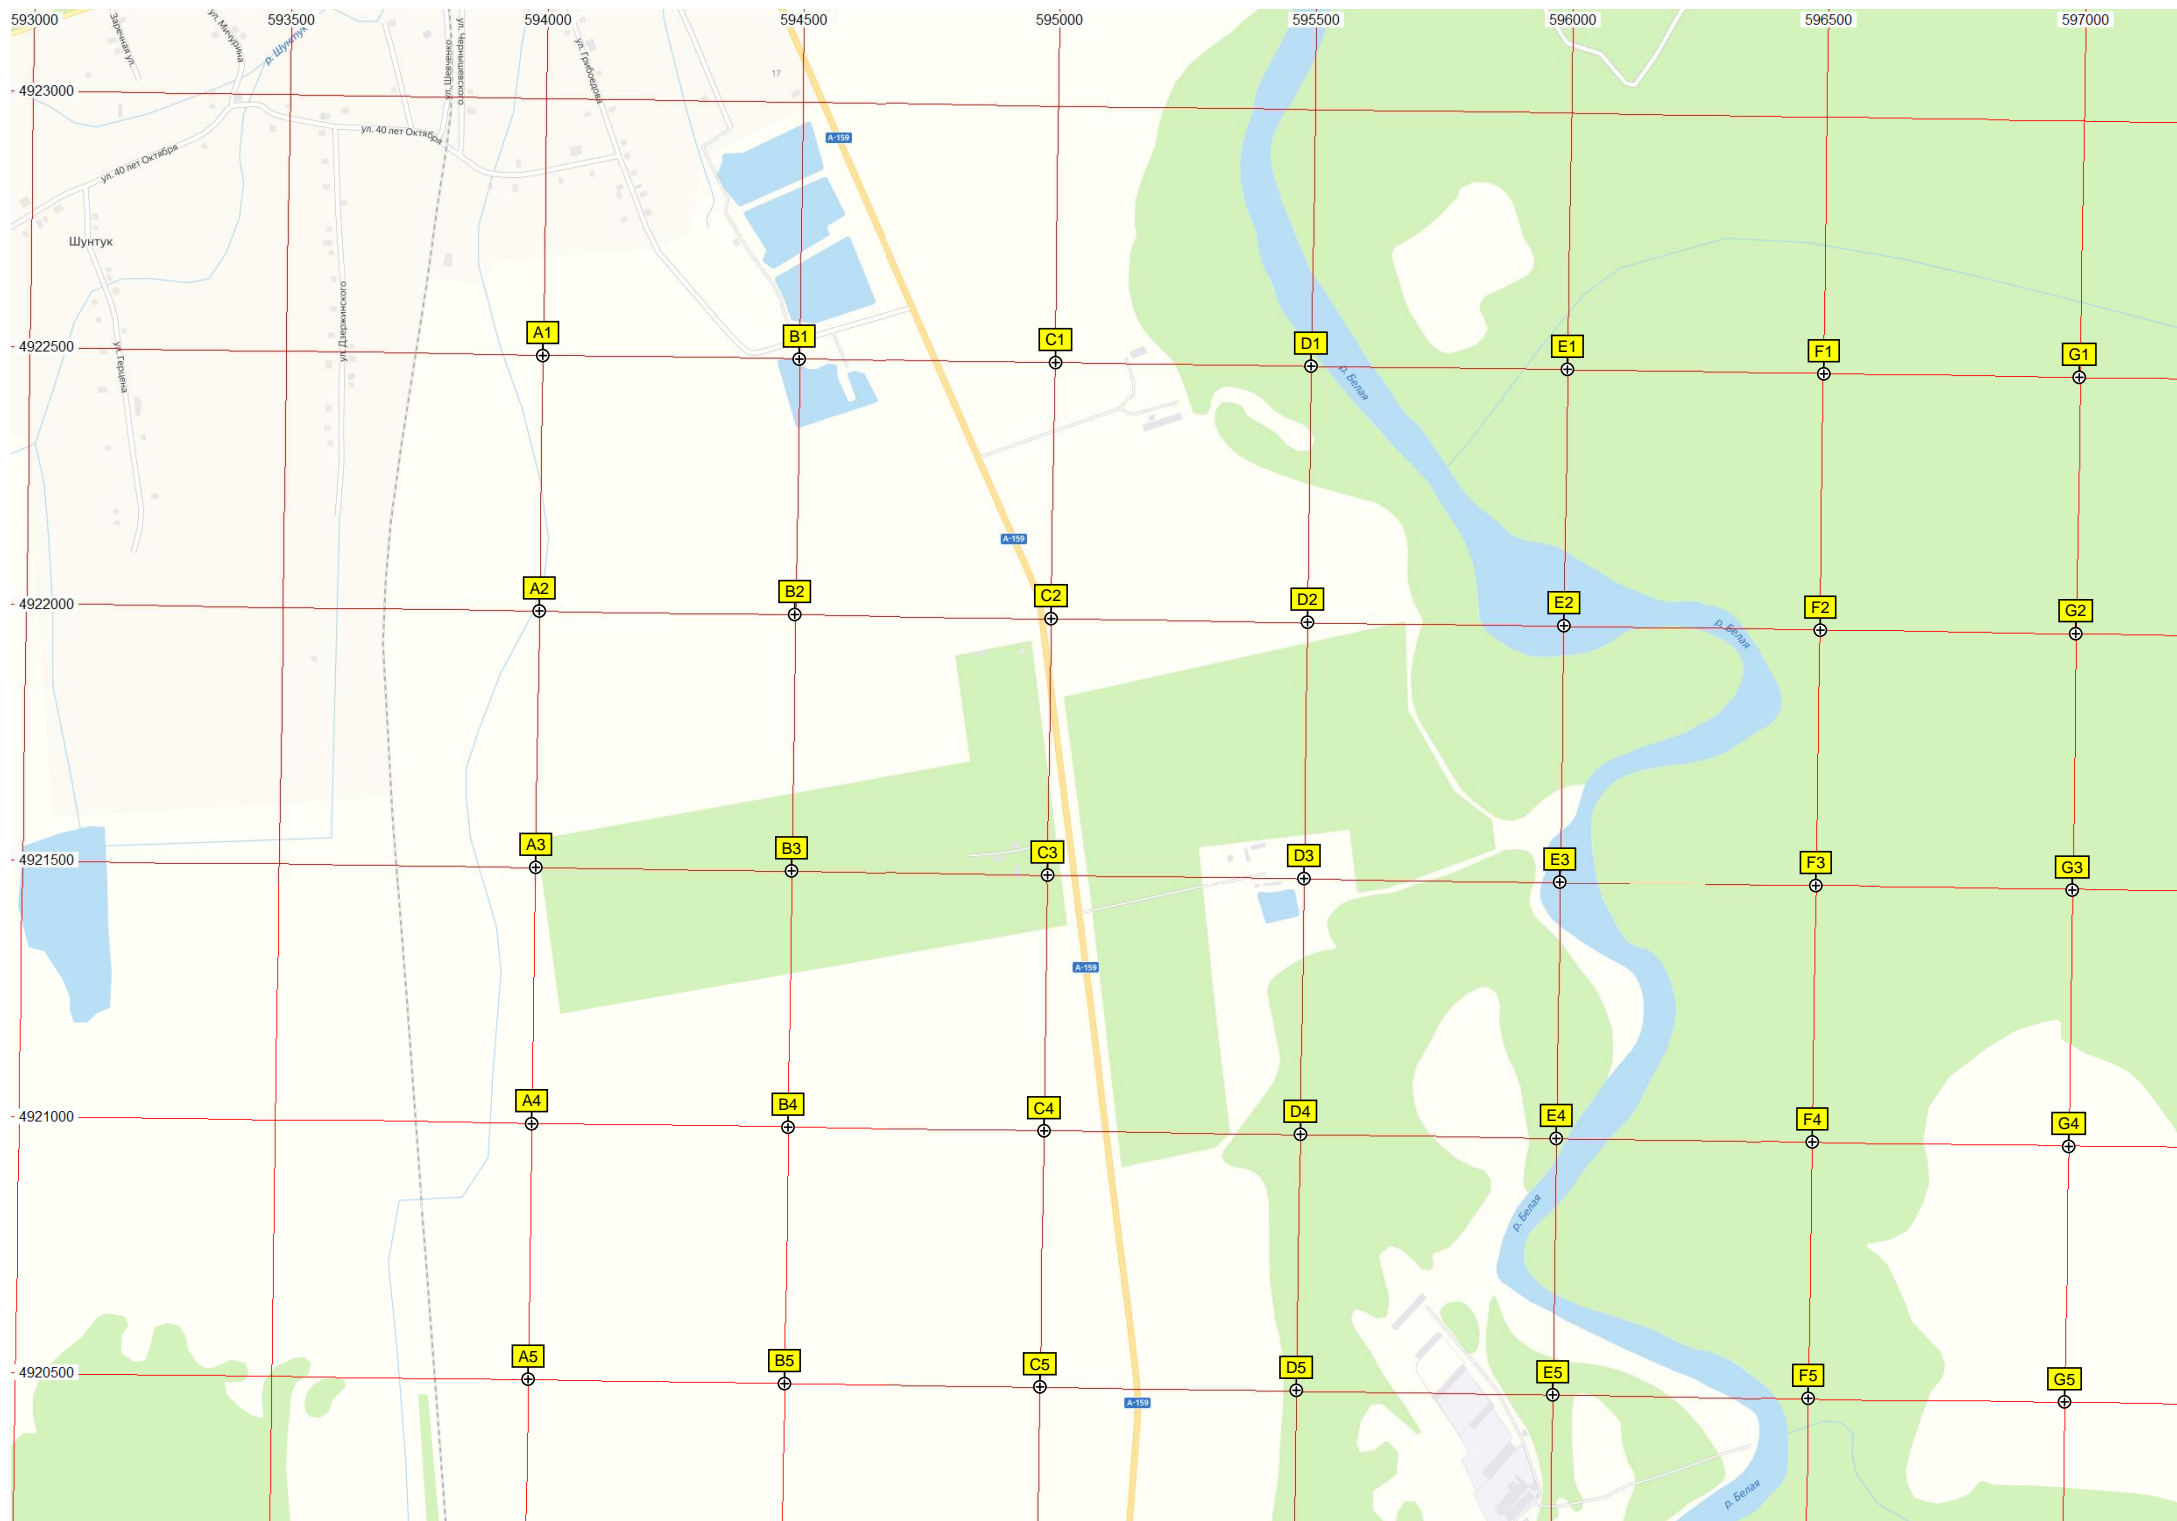 593000 593500 594000 594500 595000 595500 596000 596500 597000
Заречная ул.
ул. Мичурина
р. Шунтук
ул. Шевченко
ул. Чернышевского
ул. Грибоедова
17
4923000
ул. 40 лет Октября
ул. 40 лет Октября
А-159
Шунтук
ул. Дзержинского
ул. Герцена
4922500
A1 B1 C1 D1 E1 F1 G1
р. Белая
А-159
4922000
A2 B2 C2 D2 E2 F2 G2
р. Белая
4921500
A3 B3 C3 D3 E3 F3 G3
А-159
4921000
A4 B4 C4 D4 E4 F4 G4
р. Белая
4920500
A5 B5 C5 D5 E5 F5 G5
А-159
р. Белая